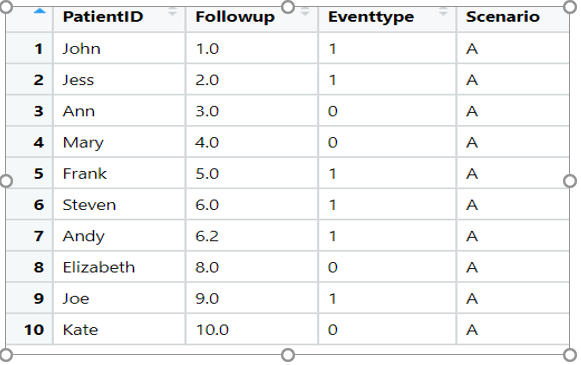 PatientID Followup Eventtype Scenario
1 John 1.0 1 A
2 Jess 2.0 1 A
3 Ann 3.0 0 A
4 Mary 4.0 0 A
5 Frank 5.0 1 A
6 Steven 6.0 1 A
7 Andy 6.2 1 A
8 Elizabeth 8.0 0 A
9 Joe 9.0 1 A
10 Kate 10.0 0 A